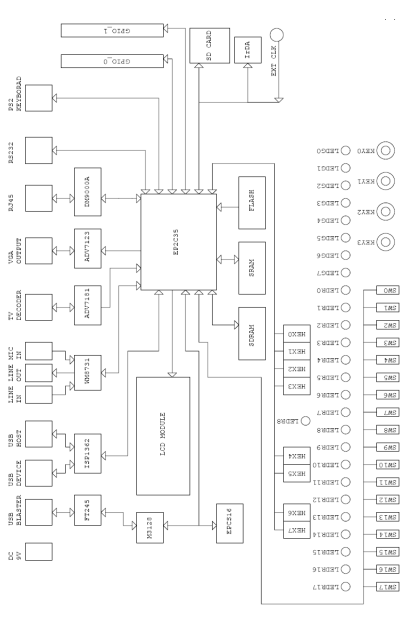 GPIO_1
GPIO_0
SD CARD
IrDA
EXT CLK
PS2
KEYBORAD
RS232
RJ45
DM9000A
VGA
OUTPUT
ADV7123
TV
DECODER
ADV7181
MIC
IN
LINE
OUT
LINE
IN
WM8731
USB
HOST
USB
DEVICE
ISP1362
USB
BLASTER
FT245
DC
9V
M3128
EPCS16
LCD MODULE
EP2C35
FLASH
SRAM
SDRAM
HEX0
HEX1
HEX2
HEX3
LEDR8
HEX4
HEX5
HEX6
HEX7
LEDG0
LEDG1
LEDG2
LEDG3
LEDG4
LEDG5
LEDG6
LEDG7
LEDR0
LEDR1
LEDR2
LEDR3
LEDR4
LEDR5
LEDR6
LEDR7
LEDR8
LEDR9
LEDR10
LEDR11
LEDR12
LEDR13
LEDR14
LEDR15
LEDR16
LEDR17
KEY0
KEY1
KEY2
KEY3
SW0
SW1
SW2
SW3
SW4
SW5
SW6
SW7
SW8
SW9
SW10
SW11
SW12
SW13
SW14
SW15
SW16
SW17